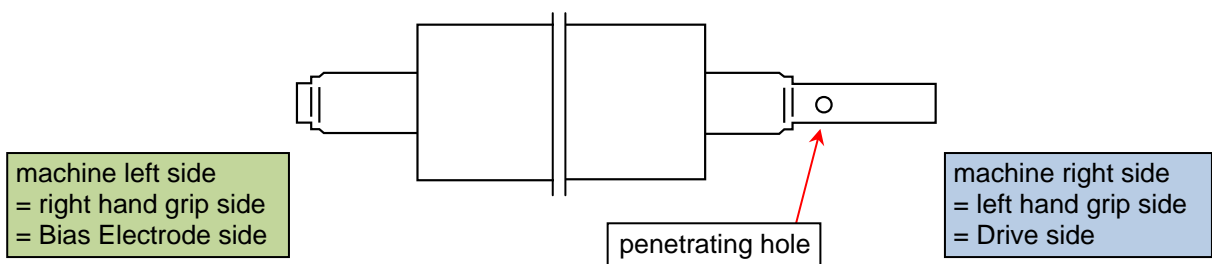 machine left side
= right hand grip side
= Bias Electrode side
penetrating hole
machine right side
= left hand grip side
= Drive side